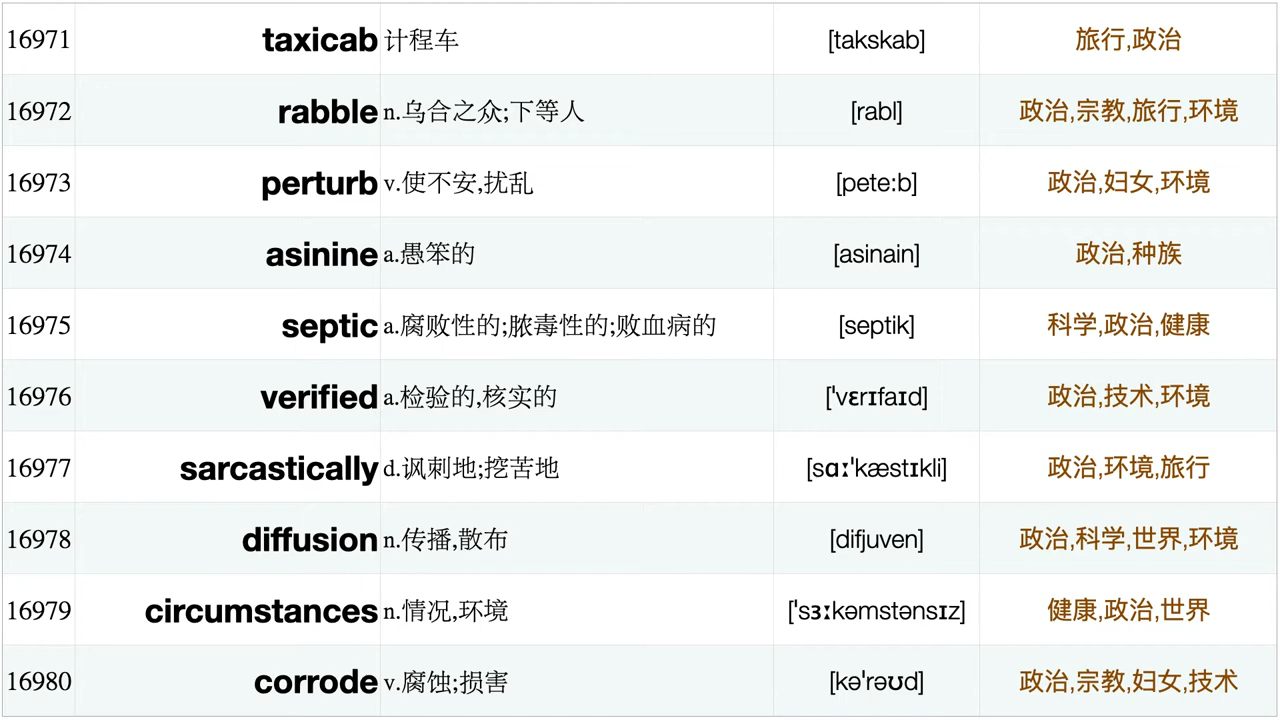 16971 taxicab 计程车 [takskab] 旅行,政治
16972 rabble n.乌合之众;下等人 [rabl] 政治,宗教,旅行,环境
16973 perturb v.使不安,扰乱 [pete:b] 政治,妇女,环境
16974 asinine a.愚笨的 [asinain] 政治,种族
16975 septic a.腐败性的;脓毒性的;败血病的 [septik] 科学,政治,健康
16976 verified a.检验的,核实的 [ˈvɛrɪfaɪd] 政治,技术,环境
16977 sarcastically d.讽刺地;挖苦地 [sɑːˈkæstɪkli] 政治,环境,旅行
16978 diffusion n.传播,散布 [difjuven] 政治,科学,世界,环境
16979 circumstances n.情况,环境 [ˈsɜːkəmstənsɪz] 健康,政治,世界
16980 corrode v.腐蚀;损害 [kəˈrəʊd] 政治,宗教,妇女,技术